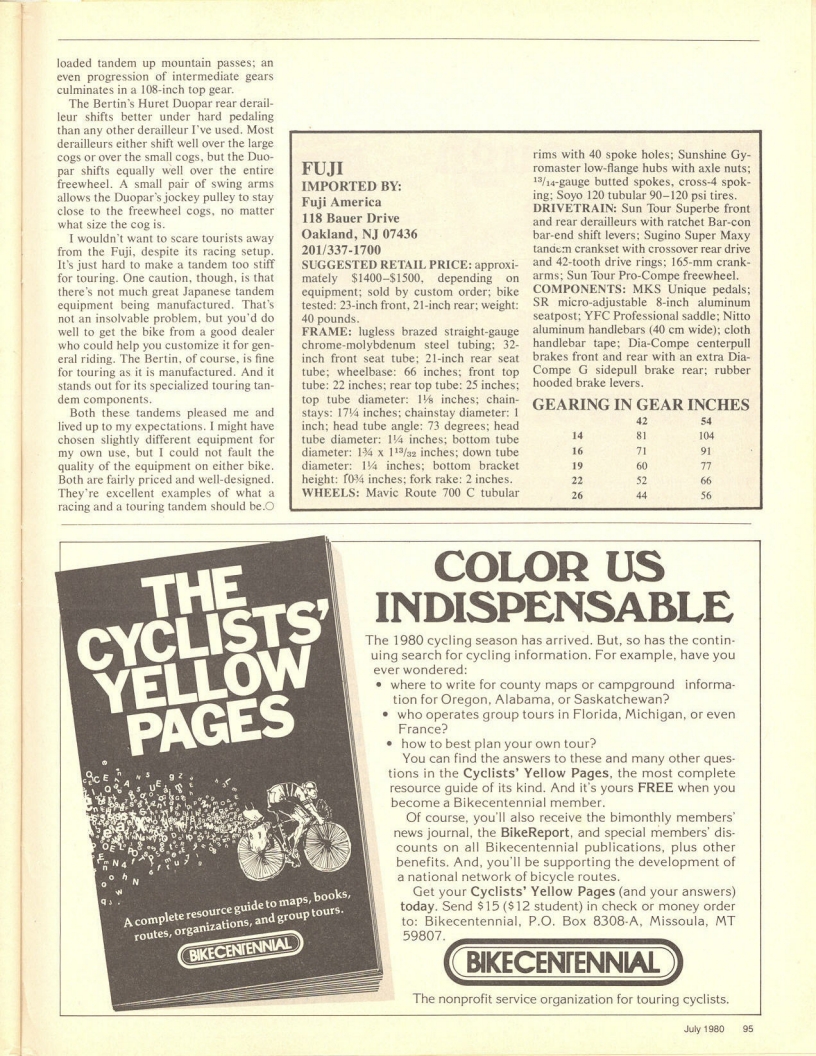 loaded tandem up mountain passes; an
even progression of intermediate gears
culminates in a 108-inch top gear.
The Bertin's Huret Duopar rear derail-
leur shifts better under hard pedaling
than any other derailleur I've used. Most
derailleurs either shift well over the large
cogs or over the small cogs, but the Duo-
par shifts equally well over the entire
freewheel. A small pair of swing arms
allows the Duopar's jockey pulley to stay
close to the freewheel cogs, no matter
what size the cog is.
I wouldn't want to scare tourists away
from the Fuji, despite its racing setup.
It's just hard to make a tandem too stiff
for touring. One caution, though, is that
there's not much great Japanese tandem
equipment being manufactured. That's
not an insolvable problem, but you'd do
well to get the bike from a good dealer
who could help you customize it for gen-
eral riding. The Bertin, of course, is fine
for touring as it is manufactured. And it
stands out for its specialized touring tan-
dem components.
Both these tandems pleased me and
lived up to my expectations. I might have
chosen slightly different equipment for
my own use, but I could not fault the
quality of the equipment on either bike.
Both are fairly priced and well-designed.
They're excellent examples of what a
racing and a touring tandem should be.○
FUJI
IMPORTED BY:
Fuji America
118 Bauer Drive
Oakland, NJ 07436
201/337-1700
SUGGESTED RETAIL PRICE: approxi-
mately $1400–$1500, depending on
equipment; sold by custom order; bike
tested: 23-inch front, 21-inch rear; weight:
40 pounds.
FRAME: lugless brazed straight-gauge
chrome-molybdenum steel tubing; 32-
inch front seat tube; 21-inch rear seat
tube; wheelbase: 66 inches; front top
tube: 22 inches; rear top tube: 25 inches;
top tube diameter: 1⅛ inches; chain-
stays: 17¼ inches; chainstay diameter: 1
inch; head tube angle: 73 degrees; head
tube diameter: 1¼ inches; bottom tube
diameter: 1¾ x 1 13/32 inches; down tube
diameter: 1¼ inches; bottom bracket
height: 10¾ inches; fork rake: 2 inches.
WHEELS: Mavic Route 700 C tubular
rims with 40 spoke holes; Sunshine Gy-
romaster low-flange hubs with axle nuts;
13/14-gauge butted spokes, cross-4 spok-
ing; Soyo 120 tubular 90–120 psi tires.
DRIVETRAIN: Sun Tour Superbe front
and rear derailleurs with ratchet Bar-con
bar-end shift levers; Sugino Super Maxy
tandem crankset with crossover rear drive
and 42-tooth drive rings; 165-mm crank-
arms; Sun Tour Pro-Compe freewheel.
COMPONENTS: MKS Unique pedals;
SR micro-adjustable 8-inch aluminum
seatpost; YFC Professional saddle; Nitto
aluminum handlebars (40 cm wide); cloth
handlebar tape; Dia-Compe centerpull
brakes front and rear with an extra Dia-
Compe G sidepull brake rear; rubber
hooded brake levers.
GEARING IN GEAR INCHES
42 54
14 81 104
16 71 91
19 60 77
22 52 66
26 44 56
THE
CYCLISTS'
YELLOW
PAGES
A complete resource guide to maps, books,
routes, organizations, and group tours.
BIKECENTENNIAL
COLOR US
INDISPENSABLE
The 1980 cycling season has arrived. But, so has the contin-
uing search for cycling information. For example, have you
ever wondered:
• where to write for county maps or campground informa-
tion for Oregon, Alabama, or Saskatchewan?
• who operates group tours in Florida, Michigan, or even
France?
• how to best plan your own tour?
You can find the answers to these and many other ques-
tions in the Cyclists' Yellow Pages, the most complete
resource guide of its kind. And it's yours FREE when you
become a Bikecentennial member.
Of course, you'll also receive the bimonthly members'
news journal, the BikeReport, and special members' dis-
counts on all Bikecentennial publications, plus other
benefits. And, you'll be supporting the development of
a national network of bicycle routes.
Get your Cyclists' Yellow Pages (and your answers)
today. Send $15 ($12 student) in check or money order
to: Bikecentennial, P.O. Box 8308-A, Missoula, MT
59807.
BIKECENTENNIAL
The nonprofit service organization for touring cyclists.
July 1980 95